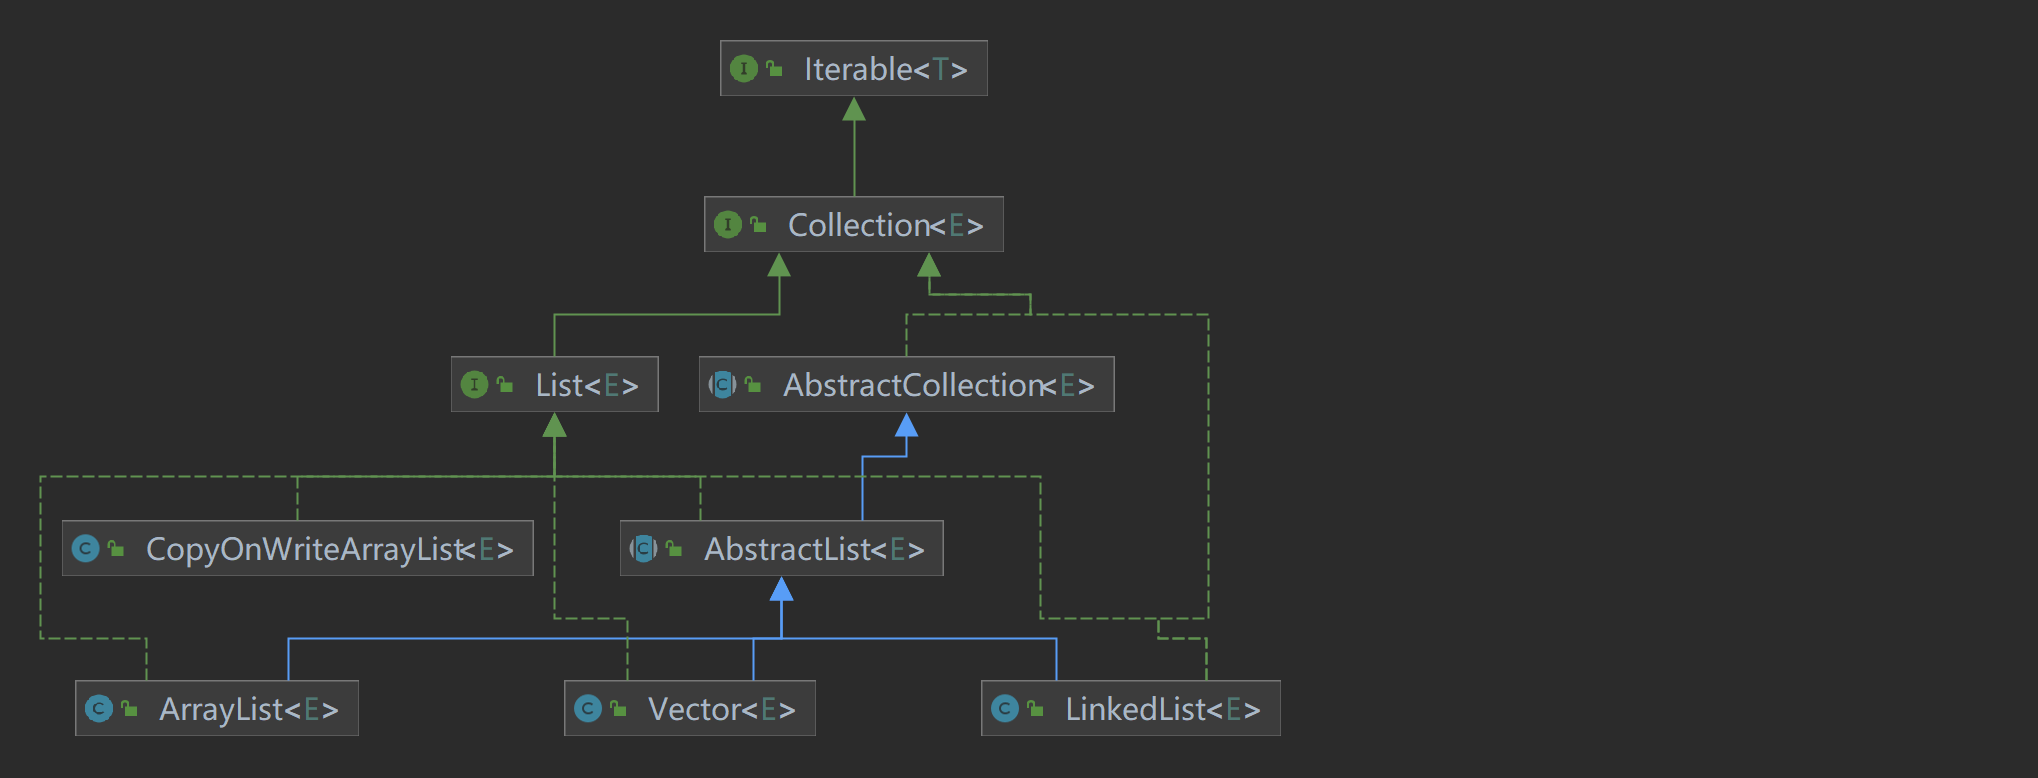 Iterable<T>
Collection<E>
List<E>
AbstractCollection<E>
CopyOnWriteArrayList<E>
AbstractList<E>
ArrayList<E>
Vector<E>
LinkedList<E>